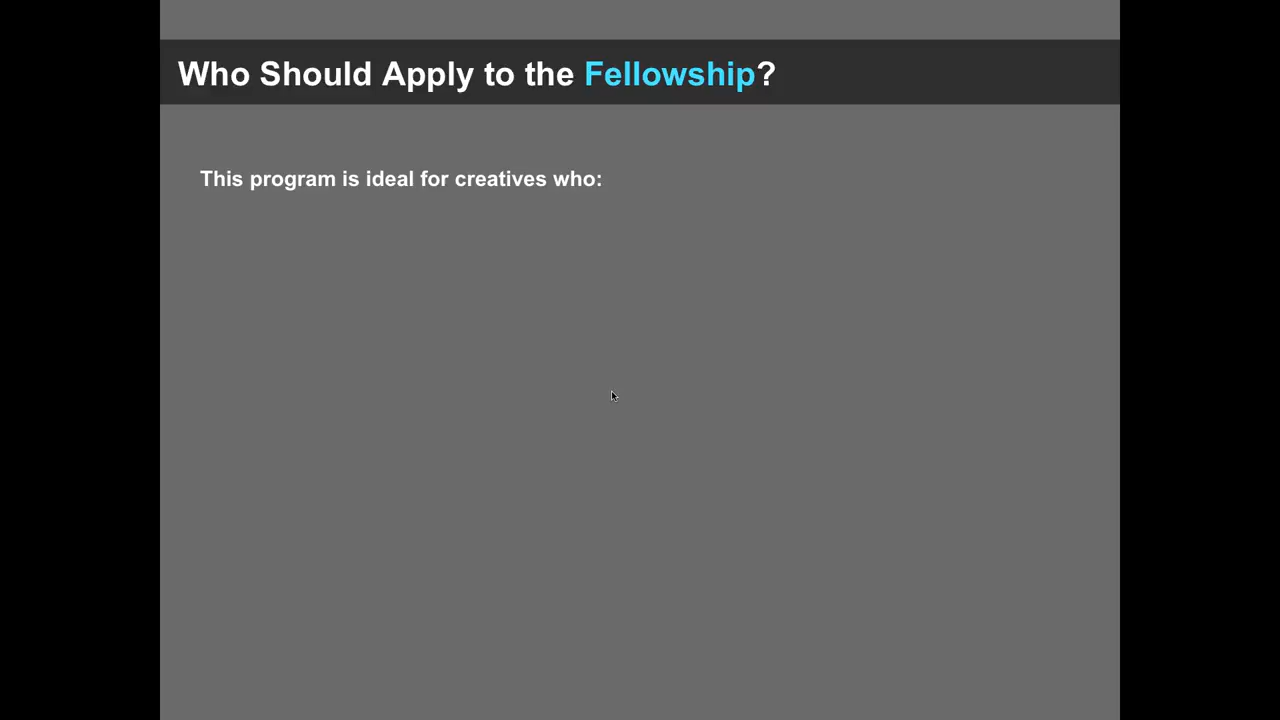 Who Should Apply to the Fellowship?
This program is ideal for creatives who: